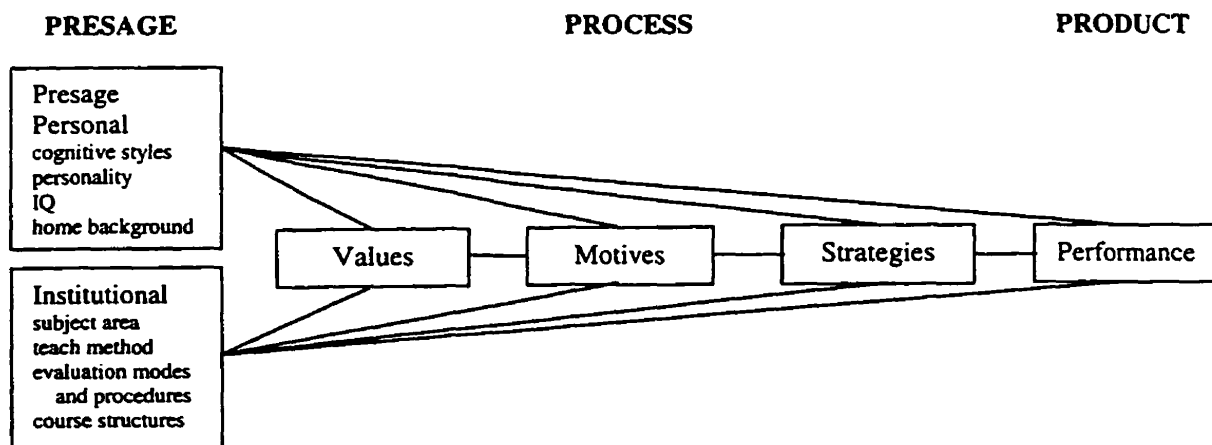 PRESAGE PROCESS PRODUCT
Presage
Personal
cognitive styles
personality
IQ
home background
Values Motives Strategies Performance
Institutional
subject area
teach method
evaluation modes
and procedures
course structures